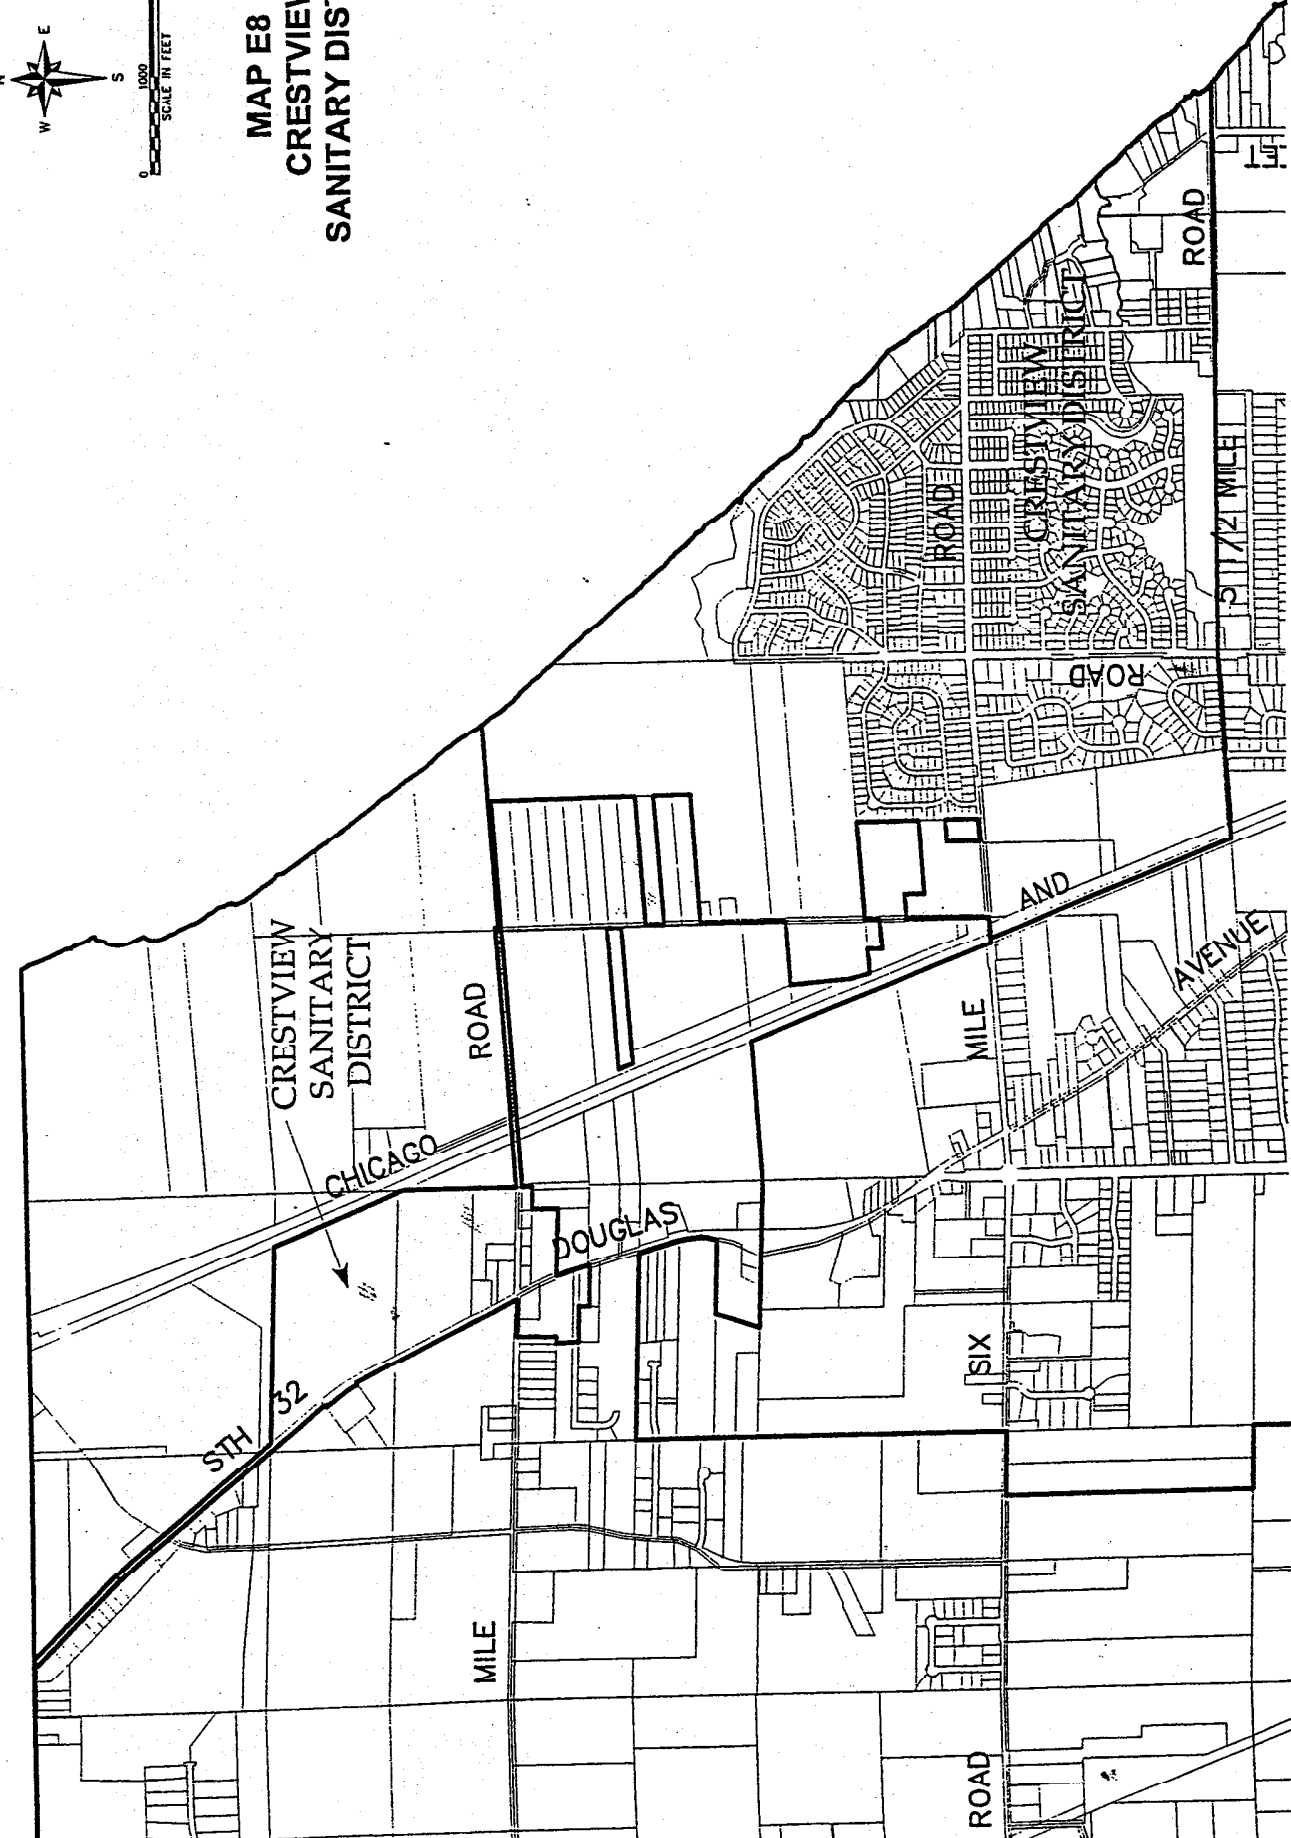 N
E
S
W
0
1000
SCALE IN FEET
MAP E8
CRESTVIEW
SANITARY DIST
CRESTVIEW
SANITARY
DISTRICT
ROAD
CHICAGO
AND
STH 32
DOUGLAS
AVENUE
MILE
SIX
MILE
ROAD
ROAD
ROAD
5 1/2 MILE
ROAD
CRESTVIEW
SANITARY DISTRICT